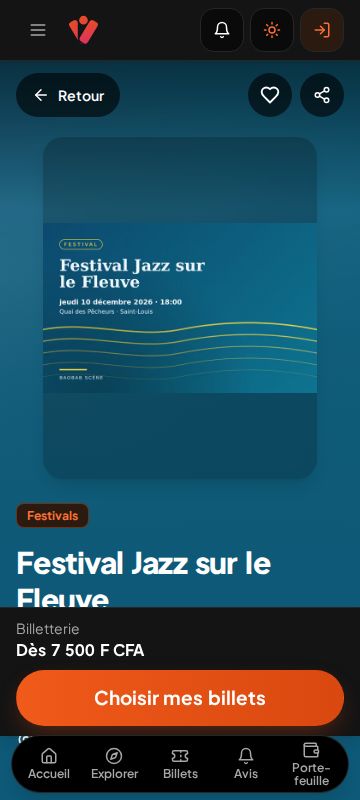 Retour
FESTIVAL
Festival Jazz sur
le Fleuve
Jeudi 10 décembre 2026 · 18:00
Quai des Pêcheurs · Saint-Louis
BAOBAB SCÈNE
Festivals
Festival Jazz sur le
Fleuve
Billetterie
Dès 7 500 F CFA
Choisir mes billets
Accueil
Explorer
Billets
Avis
Porte-
feuille